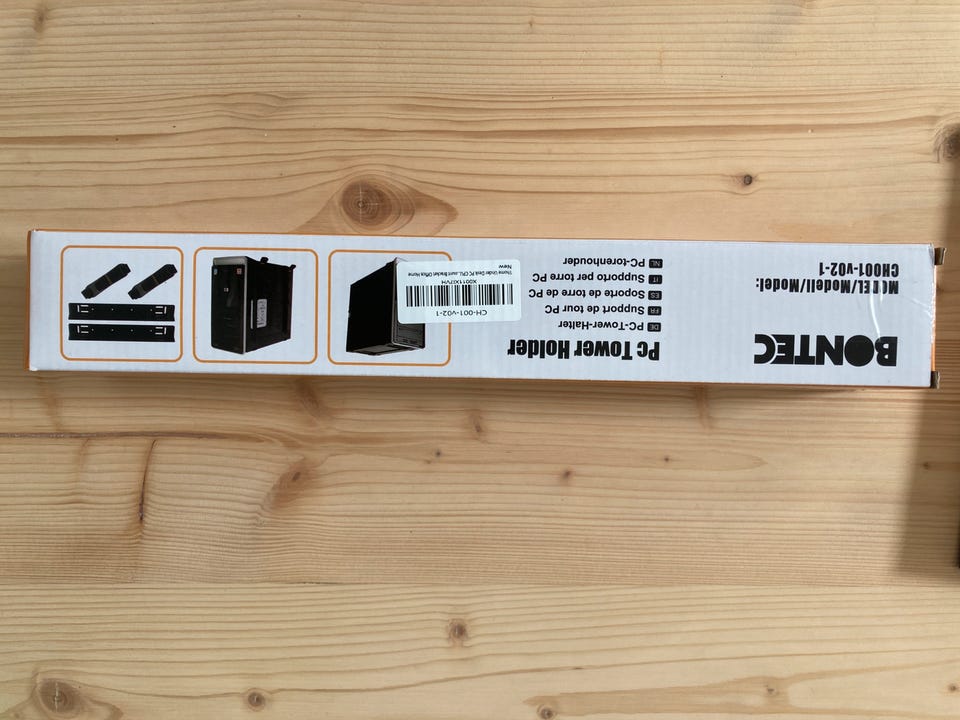 BONTEC
MODEL/Modell/Model:
CH001-v02-1
Pc Tower Holder
DE PC-Tower-Halter
FR Support de tour PC
ES Soporte de torre de PC
IT Supporto per torre PC
NL PC-torenhouder
CH-001-v02-1
New